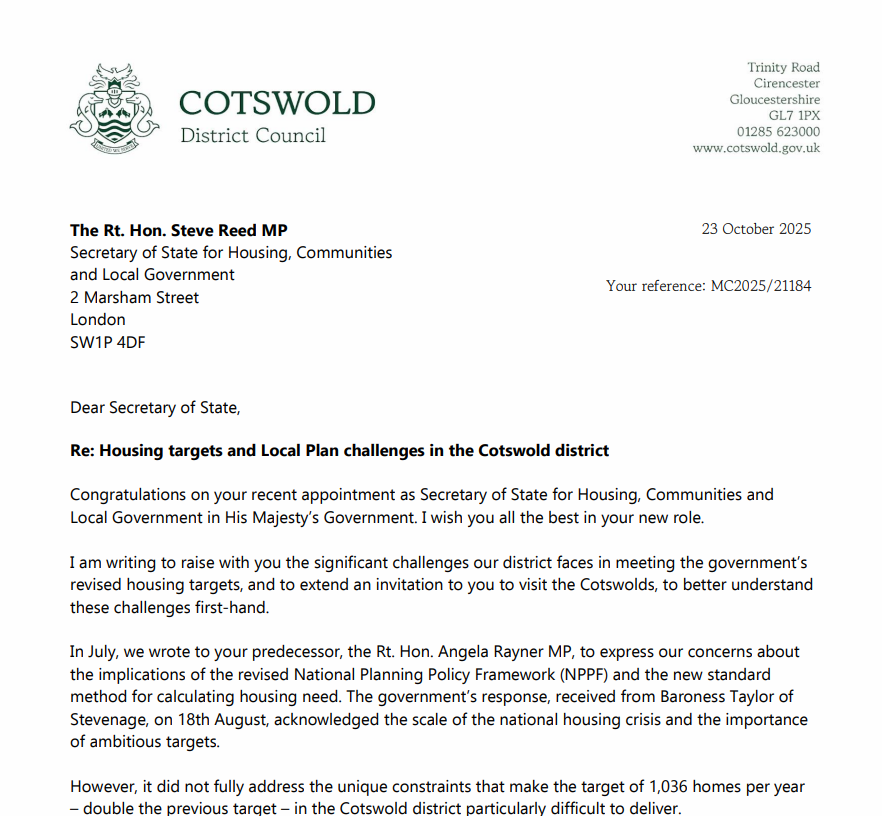 COTSWOLD
District Council
Trinity Road
Cirencester
Gloucestershire
GL7 1PX
01285 623000
www.cotswold.gov.uk
The Rt. Hon. Steve Reed MP
Secretary of State for Housing, Communities
and Local Government
2 Marsham Street
London
SW1P 4DF
23 October 2025
Your reference: MC2025/21184
Dear Secretary of State,
Re: Housing targets and Local Plan challenges in the Cotswold district
Congratulations on your recent appointment as Secretary of State for Housing, Communities and
Local Government in His Majesty’s Government. I wish you all the best in your new role.
I am writing to raise with you the significant challenges our district faces in meeting the government’s
revised housing targets, and to extend an invitation to you to visit the Cotswolds, to better understand
these challenges first-hand.
In July, we wrote to your predecessor, the Rt. Hon. Angela Rayner MP, to express our concerns about
the implications of the revised National Planning Policy Framework (NPPF) and the new standard
method for calculating housing need. The government’s response, received from Baroness Taylor of
Stevenage, on 18th August, acknowledged the scale of the national housing crisis and the importance
of ambitious targets.
However, it did not fully address the unique constraints that make the target of 1,036 homes per year
– double the previous target – in the Cotswold district particularly difficult to deliver.